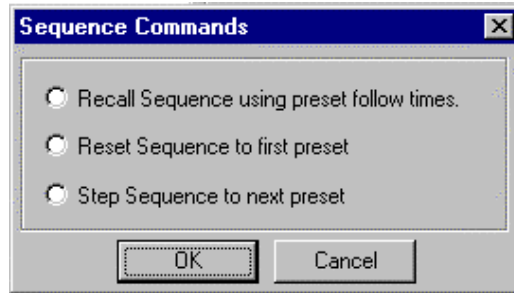 Sequence Commands
Recall Sequence using preset follow times.
Reset Sequence to first preset
Step Sequence to next preset
OK
Cancel